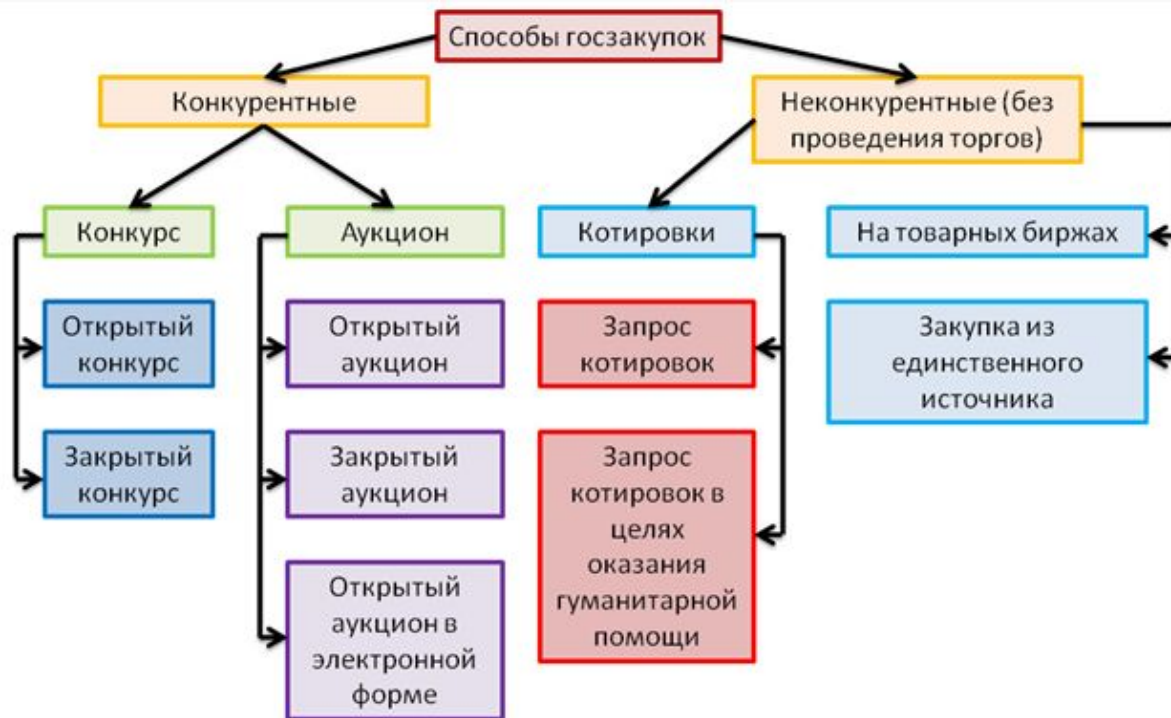 Способы госзакупок
Конкурентные
Неконкурентные (без
проведения торгов)
Конкурс
Аукцион
Котировки
На товарных биржах
Открытый
конкурс
Открытый
аукцион
Запрос
котировок
Закупка из
единственного
источника
Закрытый
конкурс
Закрытый
аукцион
Запрос
котировок в
целях
оказания
гуманитарной
помощи
Открытый
аукцион в
электронной
форме